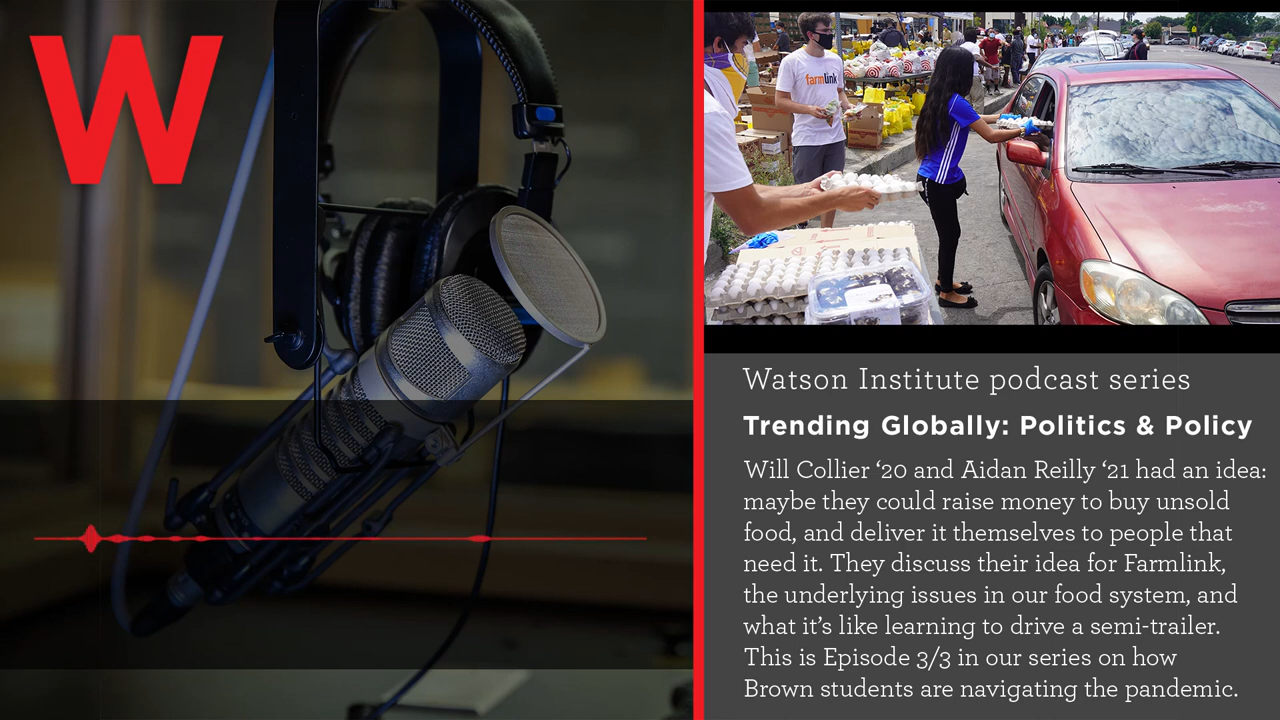 W
farmlink
Watson Institute podcast series
Trending Globally: Politics & Policy
Will Collier ‘20 and Aidan Reilly ‘21 had an idea:
maybe they could raise money to buy unsold
food, and deliver it themselves to people that
need it. They discuss their idea for Farmlink,
the underlying issues in our food system, and
what it’s like learning to drive a semi-trailer.
This is Episode 3/3 in our series on how
Brown students are navigating the pandemic.